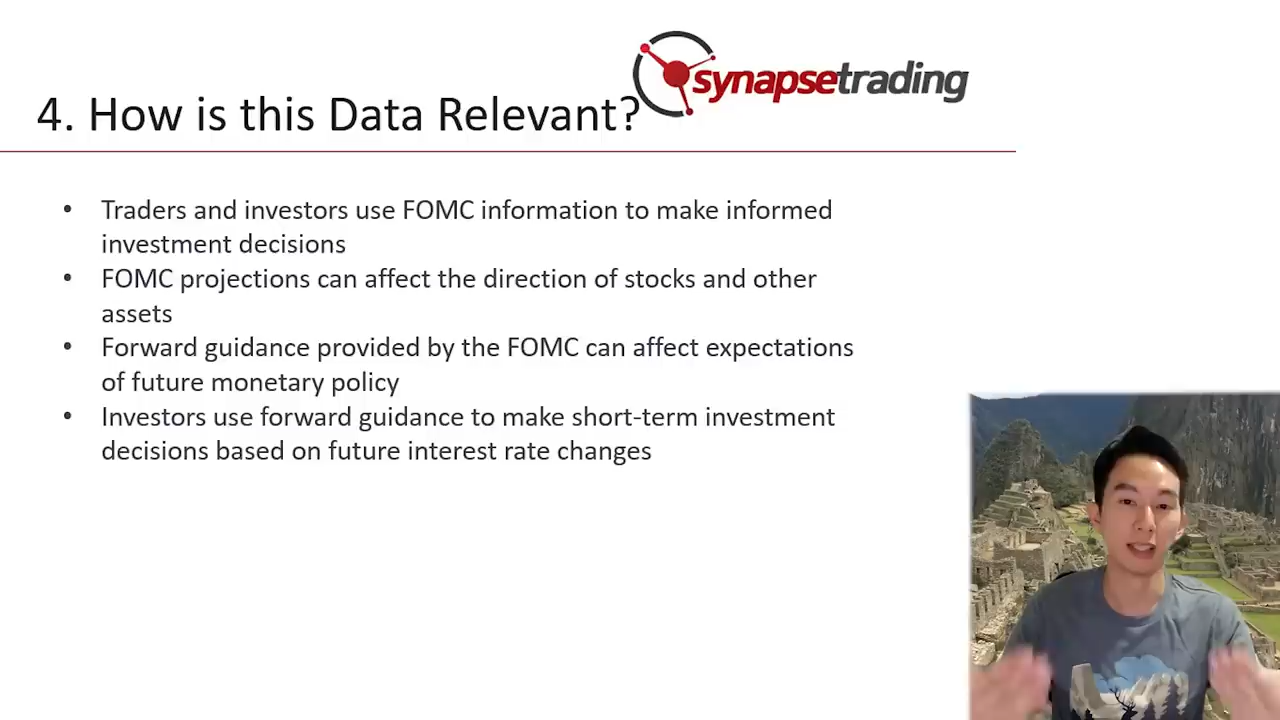 synapsetrading
4. How is this Data Relevant?
• Traders and investors use FOMC information to make informed
investment decisions
• FOMC projections can affect the direction of stocks and other
assets
• Forward guidance provided by the FOMC can affect expectations
of future monetary policy
• Investors use forward guidance to make short-term investment
decisions based on future interest rate changes